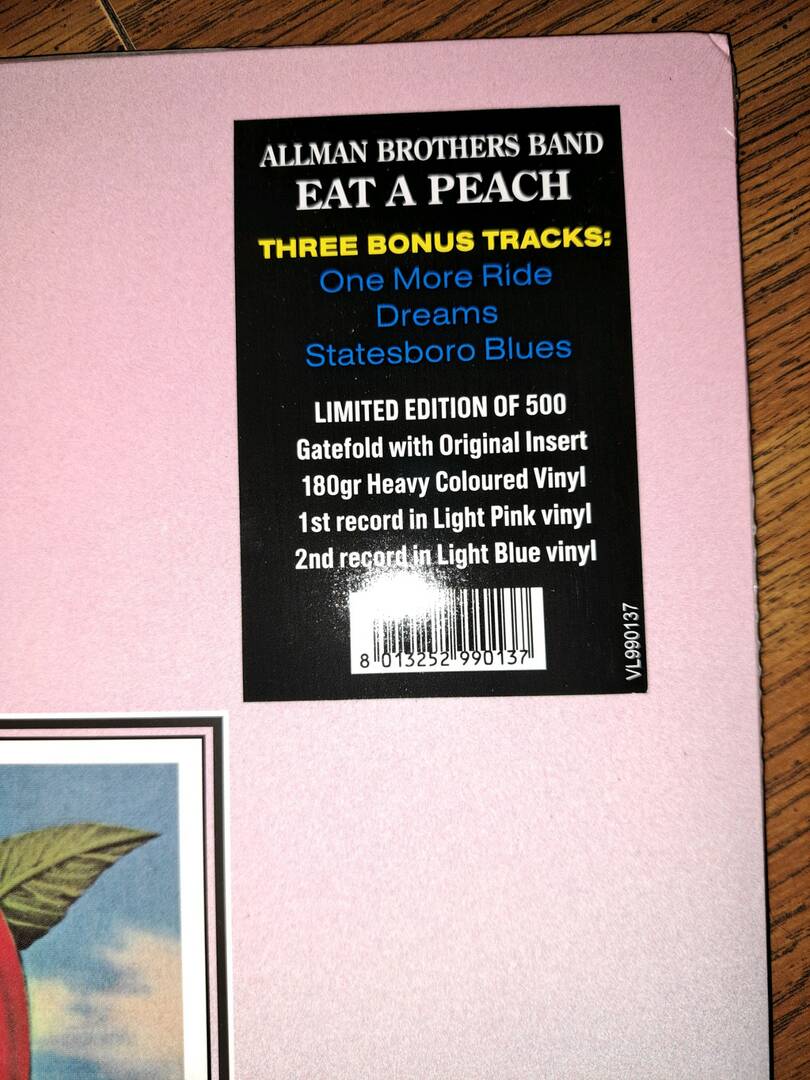 ALLMAN BROTHERS BAND
EAT A PEACH
THREE BONUS TRACKS:
One More Ride
Dreams
Statesboro Blues
LIMITED EDITION OF 500
Gatefold with Original Insert
180gr Heavy Coloured Vinyl
1st record in Light Pink vinyl
2nd record in Light Blue vinyl
8 013252 990137
VL990137